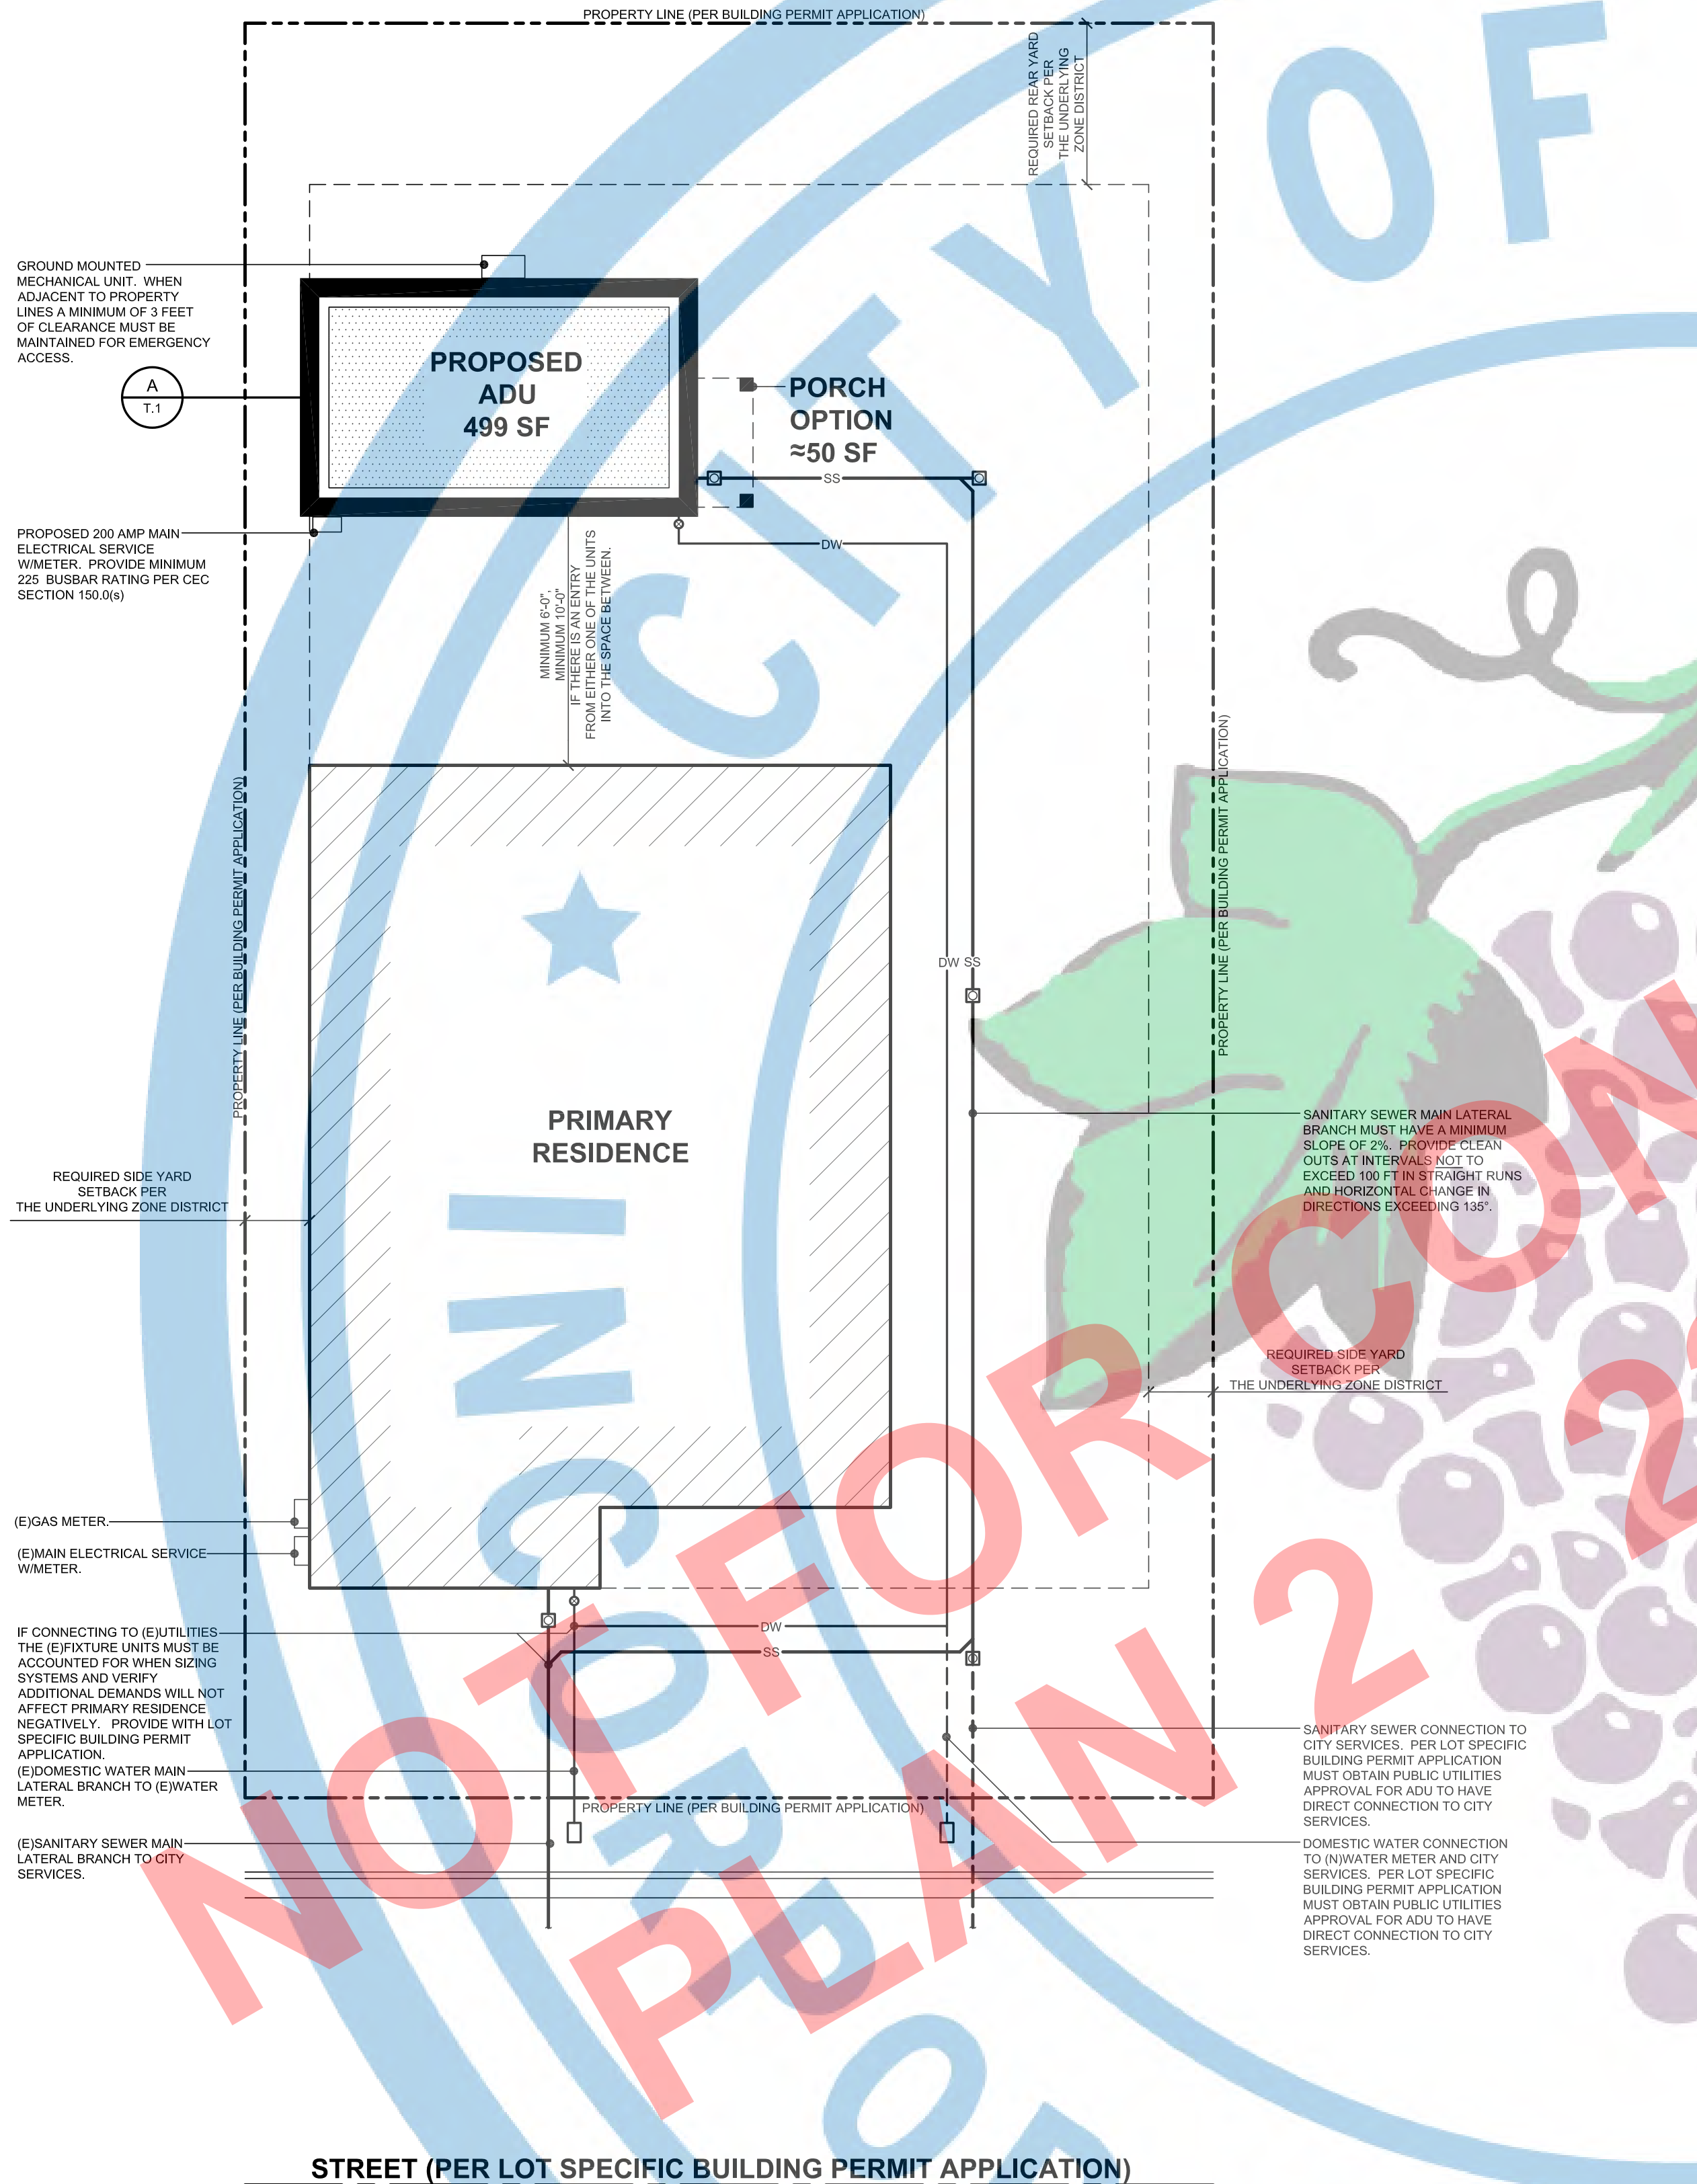 PROPERTY LINE (PER BUILDING PERMIT APPLICATION)
REQUIRED REAR YARD
SETBACK PER
THE UNDERLYING
ZONE DISTRICT
CITY OF
GROUND MOUNTED
MECHANICAL UNIT. WHEN
ADJACENT TO PROPERTY
LINES A MINIMUM OF 3 FEET
OF CLEARANCE MUST BE
MAINTAINED FOR EMERGENCY
ACCESS.
A
T.1
PROPOSED
ADU
499 SF
PORCH
OPTION
≈50 SF
SS
DW
PROPOSED 200 AMP MAIN
ELECTRICAL SERVICE
W/METER. PROVIDE MINIMUM
225 BUSBAR RATING PER CEC
SECTION 150.0(s)
MINIMUM 6'-0",
MINIMUM 10'-0"
IF THERE IS AN ENTRY
FROM EITHER ONE OF THE UNITS
INTO THE SPACE BETWEEN.
PROPERTY LINE (PER BUILDING PERMIT APPLICATION)
PROPERTY LINE (PER BUILDING PERMIT APPLICATION)
DW SS
PRIMARY
RESIDENCE
SANITARY SEWER MAIN LATERAL
BRANCH MUST HAVE A MINIMUM
SLOPE OF 2%. PROVIDE CLEAN
OUTS AT INTERVALS NOT TO
EXCEED 100 FT IN STRAIGHT RUNS
AND HORIZONTAL CHANGE IN
DIRECTIONS EXCEEDING 135°.
REQUIRED SIDE YARD
SETBACK PER
THE UNDERLYING ZONE DISTRICT
REQUIRED SIDE YARD
SETBACK PER
THE UNDERLYING ZONE DISTRICT
(E)GAS METER.
(E)MAIN ELECTRICAL SERVICE
W/METER.
IF CONNECTING TO (E)UTILITIES
THE (E)FIXTURE UNITS MUST BE
ACCOUNTED FOR WHEN SIZING
SYSTEMS AND VERIFY
ADDITIONAL DEMANDS WILL NOT
AFFECT PRIMARY RESIDENCE
NEGATIVELY. PROVIDE WITH LOT
SPECIFIC BUILDING PERMIT
APPLICATION.
DW
SS
(E)DOMESTIC WATER MAIN
LATERAL BRANCH TO (E)WATER
METER.
(E)SANITARY SEWER MAIN
LATERAL BRANCH TO CITY
SERVICES.
PROPERTY LINE (PER BUILDING PERMIT APPLICATION)
SANITARY SEWER CONNECTION TO
CITY SERVICES. PER LOT SPECIFIC
BUILDING PERMIT APPLICATION
MUST OBTAIN PUBLIC UTILITIES
APPROVAL FOR ADU TO HAVE
DIRECT CONNECTION TO CITY
SERVICES.
DOMESTIC WATER CONNECTION
TO (N)WATER METER AND CITY
SERVICES. PER LOT SPECIFIC
BUILDING PERMIT APPLICATION
MUST OBTAIN PUBLIC UTILITIES
APPROVAL FOR ADU TO HAVE
DIRECT CONNECTION TO CITY
SERVICES.
NOT FOR CON
PLAN 2 2
INCORPOR
STREET (PER LOT SPECIFIC BUILDING PERMIT APPLICATION)